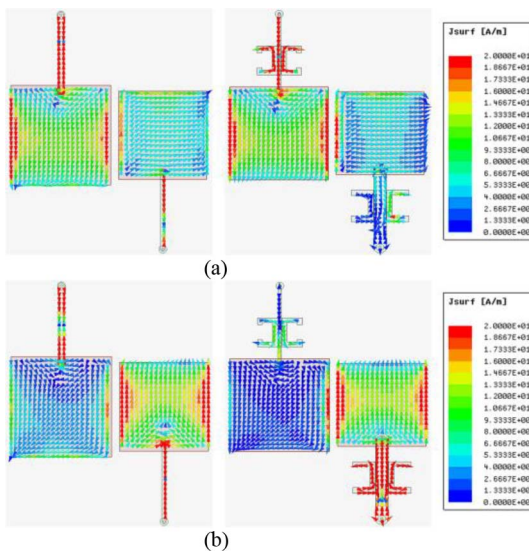 Jsurf [A/m]
2.0000E+01
1.8667E+01
1.7333E+01
1.6000E+01
1.4667E+01
1.3333E+01
1.2000E+01
1.0667E+01
9.3333E+00
8.0000E+00
6.6667E+00
5.3333E+00
4.0000E+00
2.6667E+00
1.3333E+00
0.0000E+00
(a)
Jsurf [A/m]
2.0000E+01
1.8667E+01
1.7333E+01
1.6000E+01
1.4667E+01
1.3333E+01
1.2000E+01
1.0667E+01
9.3333E+00
8.0000E+00
6.6667E+00
5.3333E+00
4.0000E+00
2.6667E+00
1.3333E+00
0.0000E+00
(b)